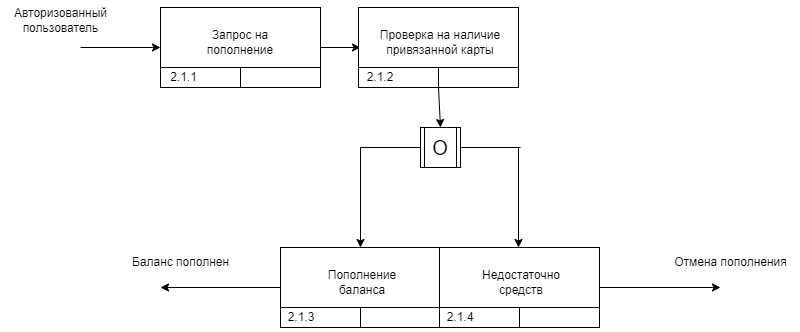 Авторизованный
пользователь
Запрос на
пополнение
2.1.1
Проверка на наличие
привязанной карты
2.1.2
O
Баланс пополнен
Пополнение
баланса
2.1.3
Недостаточно
средств
2.1.4
Отмена пополнения